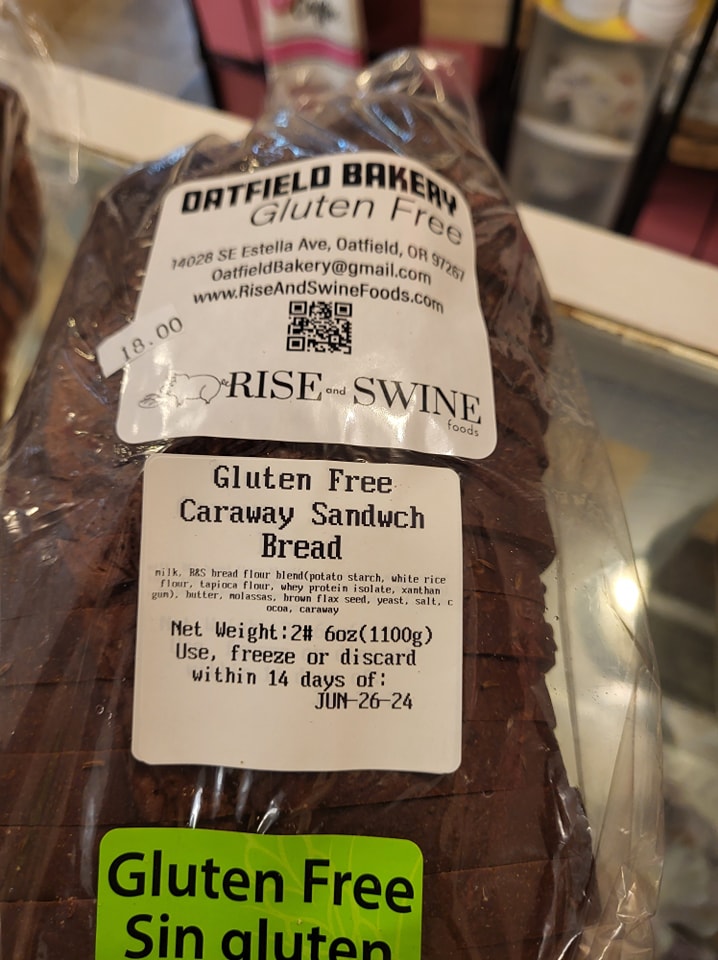 OATFIELD BAKERY
Gluten Free
14028 SE Estella Ave, Oatfield, OR 97267
OatfieldBakery@gmail.com
www.RiseAndSwineFoods.com
18.00
RISE and SWINE
foods
Gluten Free
Caraway Sandwch
Bread
milk, R&S bread flour blend(potato starch, white rice
flour, tapioca flour, whey protein isolate, xanthan
gum), butter, molassas, brown flax seed, yeast, salt, c
ocoa, caraway
Net Weight:2# 6oz(1100g)
Use, freeze or discard
within 14 days of:
JUN-26-24
Gluten Free
Sin gluten